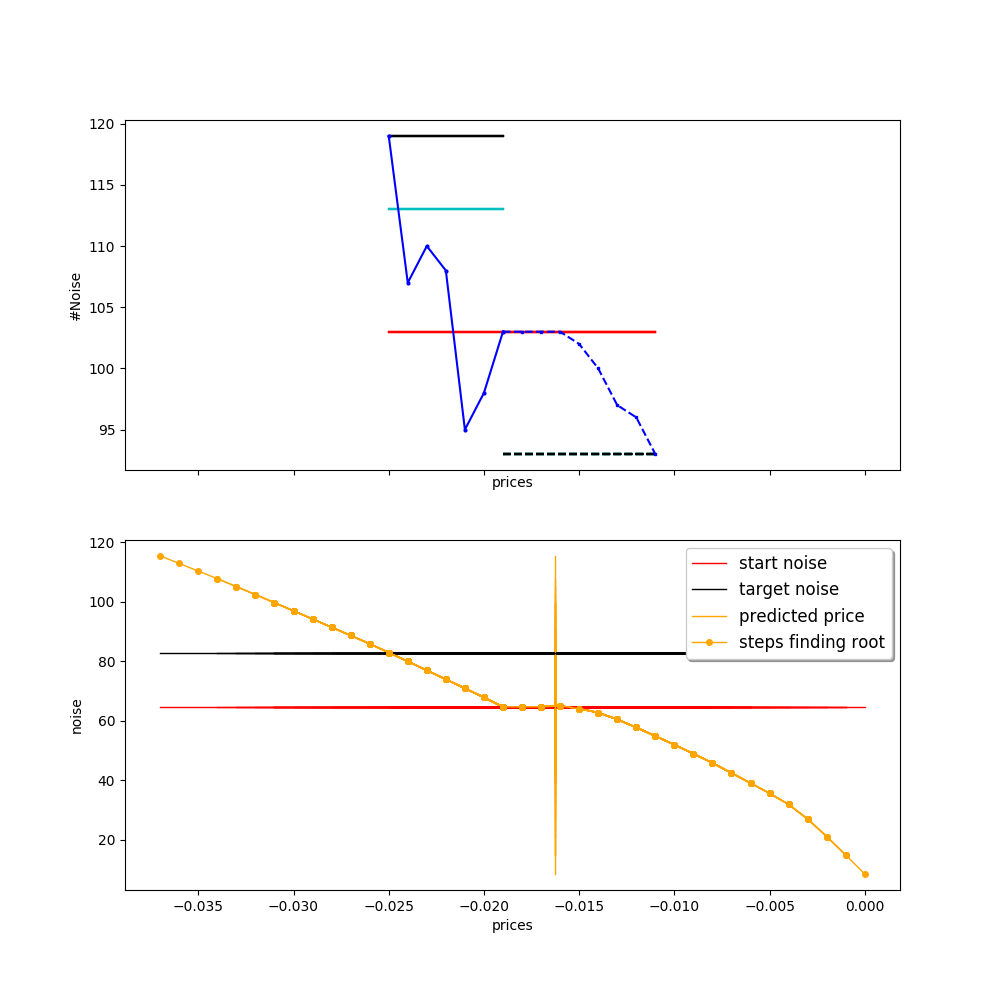 120
115
110
105
100
95
#Noise
prices
120
100
80
60
40
20
noise
start noise
target noise
predicted price
steps finding root
−0.035 −0.030 −0.025 −0.020 −0.015 −0.010 −0.005 0.000
prices